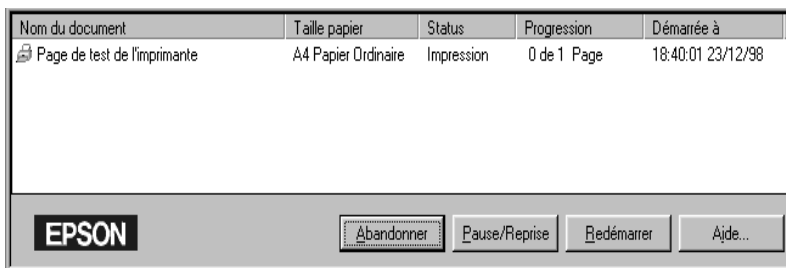 Nom du document Taille papier Status Progression Démarrée à
Page de test de l'imprimante A4 Papier Ordinaire Impression 0 de 1 Page 18:40:01 23/12/98
EPSON Abandonner Pause/Reprise Redémarrer Aide...